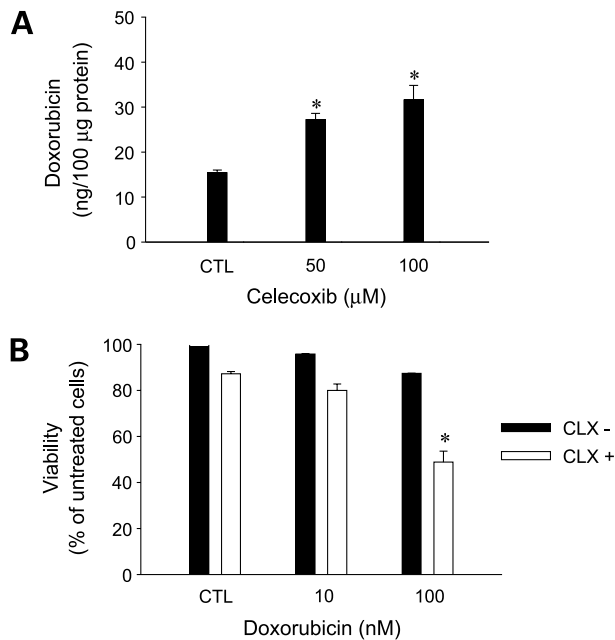 A
Doxorubicin
(ng/100 μg protein)
50
40
30
20
10
0
*
*
CTL
50
100
Celecoxib (μM)
B
Viability
(% of untreated cells)
100
80
60
40
20
0
*
CLX -
CLX +
CTL
10
100
Doxorubicin (nM)